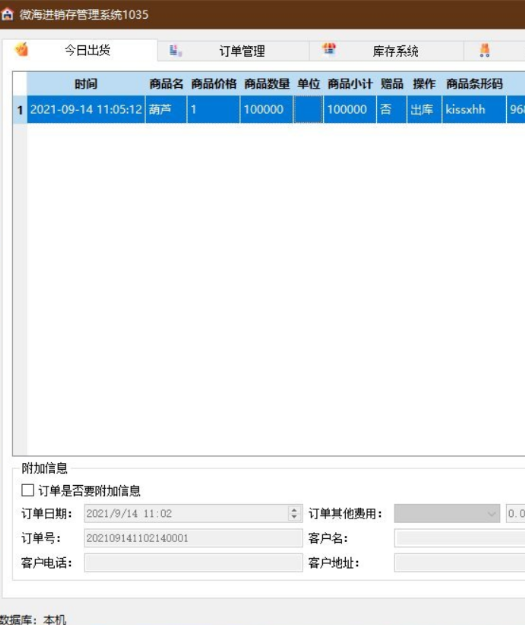 微海进销存管理系统1035
今日出货 订单管理 库存系统
时间 商品名 商品价格 商品数量 单位 商品小计 赠品 操作 商品条形码
1 2021-09-14 11:05:12 葫芦 1 100000 100000 否 出库 kissxhh 968
附加信息
订单是否要附加信息
订单日期: 2021/9/14 11:02 订单其他费用: 0.0
订单号: 202109141102140001 客户名:
客户电话: 客户地址:
数据库: 本机